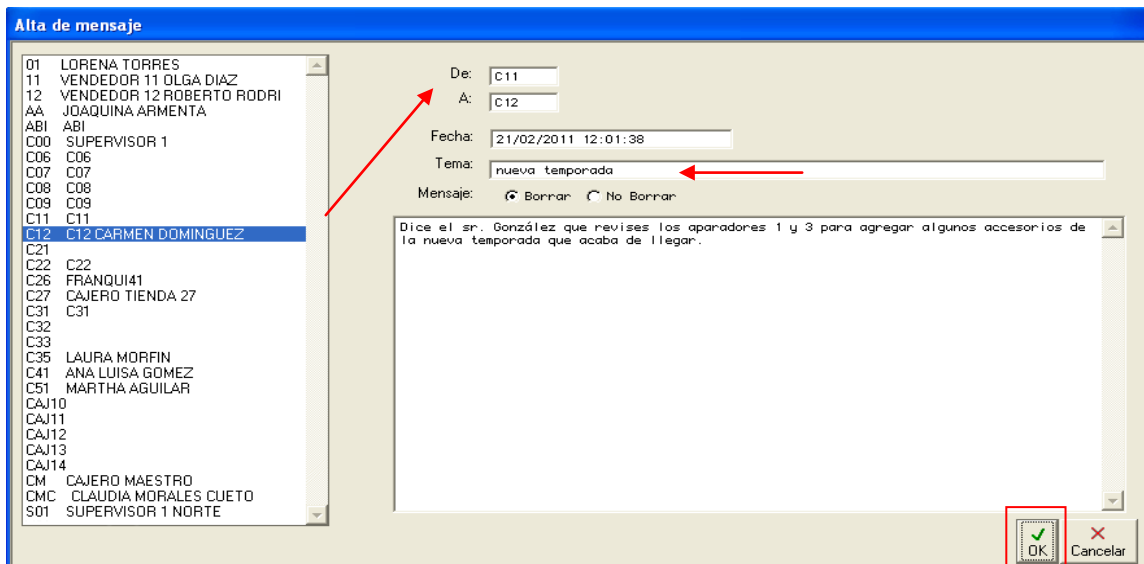 Alta de mensaje
01 LORENA TORRES
11 VENDEDOR 11 OLGA DIAZ
12 VENDEDOR 12 ROBERTO RODRI
AA JOAQUINA ARMENTA
ABI ABI
C00 SUPERVISOR 1
C06 C06
C07 C07
C08 C08
C09 C09
C11 C11
C12 C12 CARMEN DOMINGUEZ
C21
C22 C22
C26 FRANQUI41
C27 CAJERO TIENDA 27
C31 C31
C32
C33
C35 LAURA MORFIN
C41 ANA LUISA GOMEZ
C51 MARTHA AGUILAR
CAJ10
CAJ11
CAJ12
CAJ13
CAJ14
CM CAJERO MAESTRO
CMC CLAUDIA MORALES CUETO
S01 SUPERVISOR 1 NORTE
De: C11
A: C12
Fecha: 21/02/2011 12:01:38
Tema: nueva temporada
Mensaje: Borrar No Borrar
Dice el sr. González que revises los aparadores 1 y 3 para agregar algunos accesorios de
la nueva temporada que acaba de llegar.
OK Cancelar